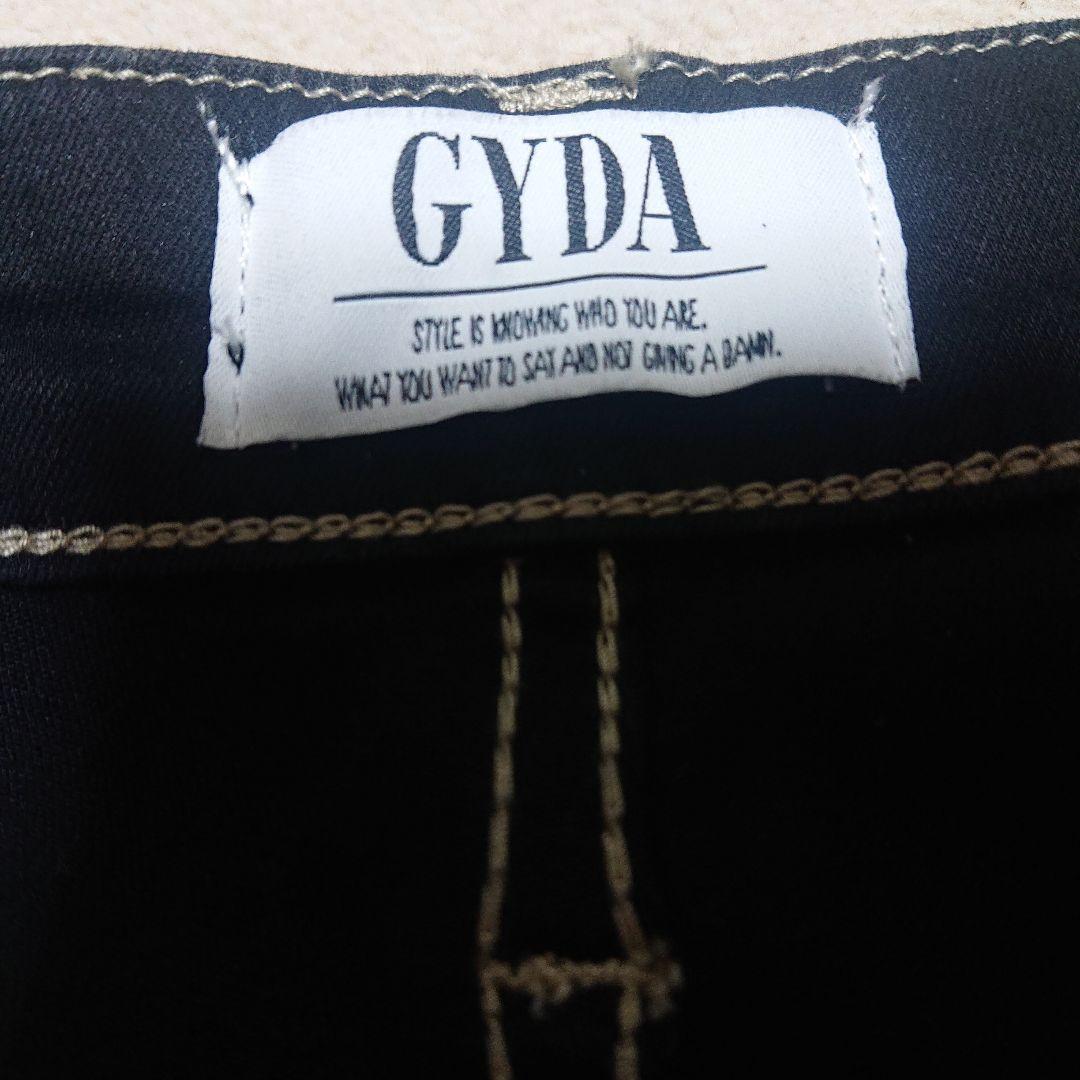 GYDA
STYLE IS KNOWING WHO YOU ARE.
WHAT YOU WANT TO SAY AND NOT GIVING A DAMN.